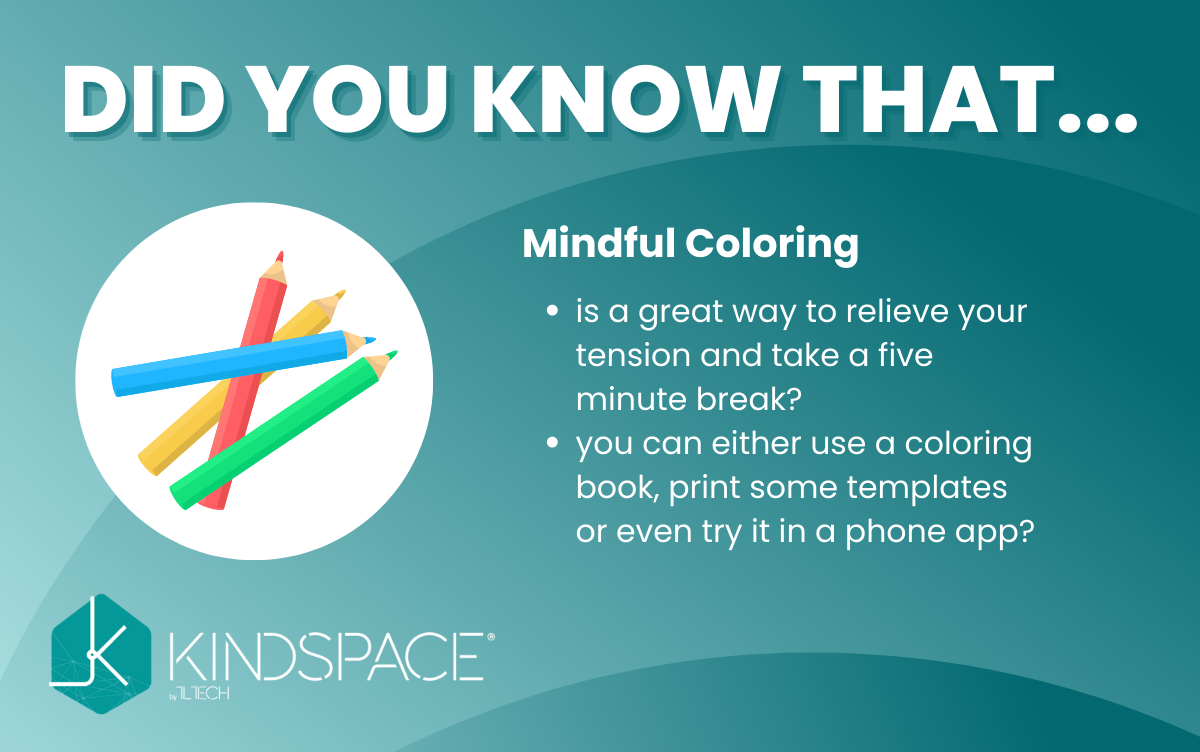 DID YOU KNOW THAT...
Mindful Coloring
• is a great way to relieve your
tension and take a five
minute break?
• you can either use a coloring
book, print some templates
or even try it in a phone app?
KINDSPACE®
by 1LTECH